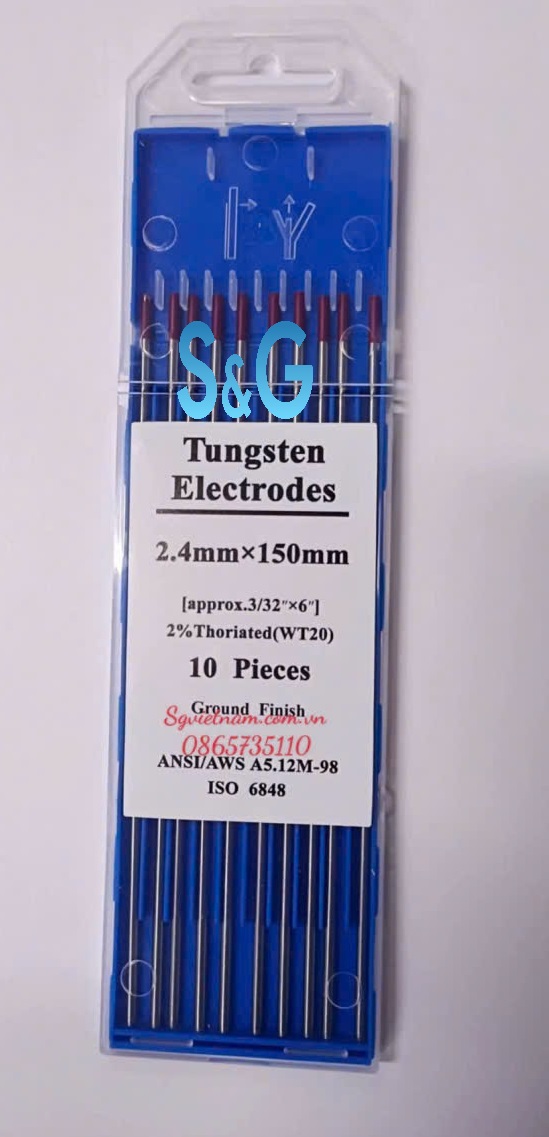 S&G
Tungsten
Electrodes
2.4mm×150mm
[approx.3/32"×6"]
2%Thoriated(WT20)
10 Pieces
Ground Finish
Sgvietnam.com.vn
0865735110
ANSI/AWS A5.12M-98
ISO 6848